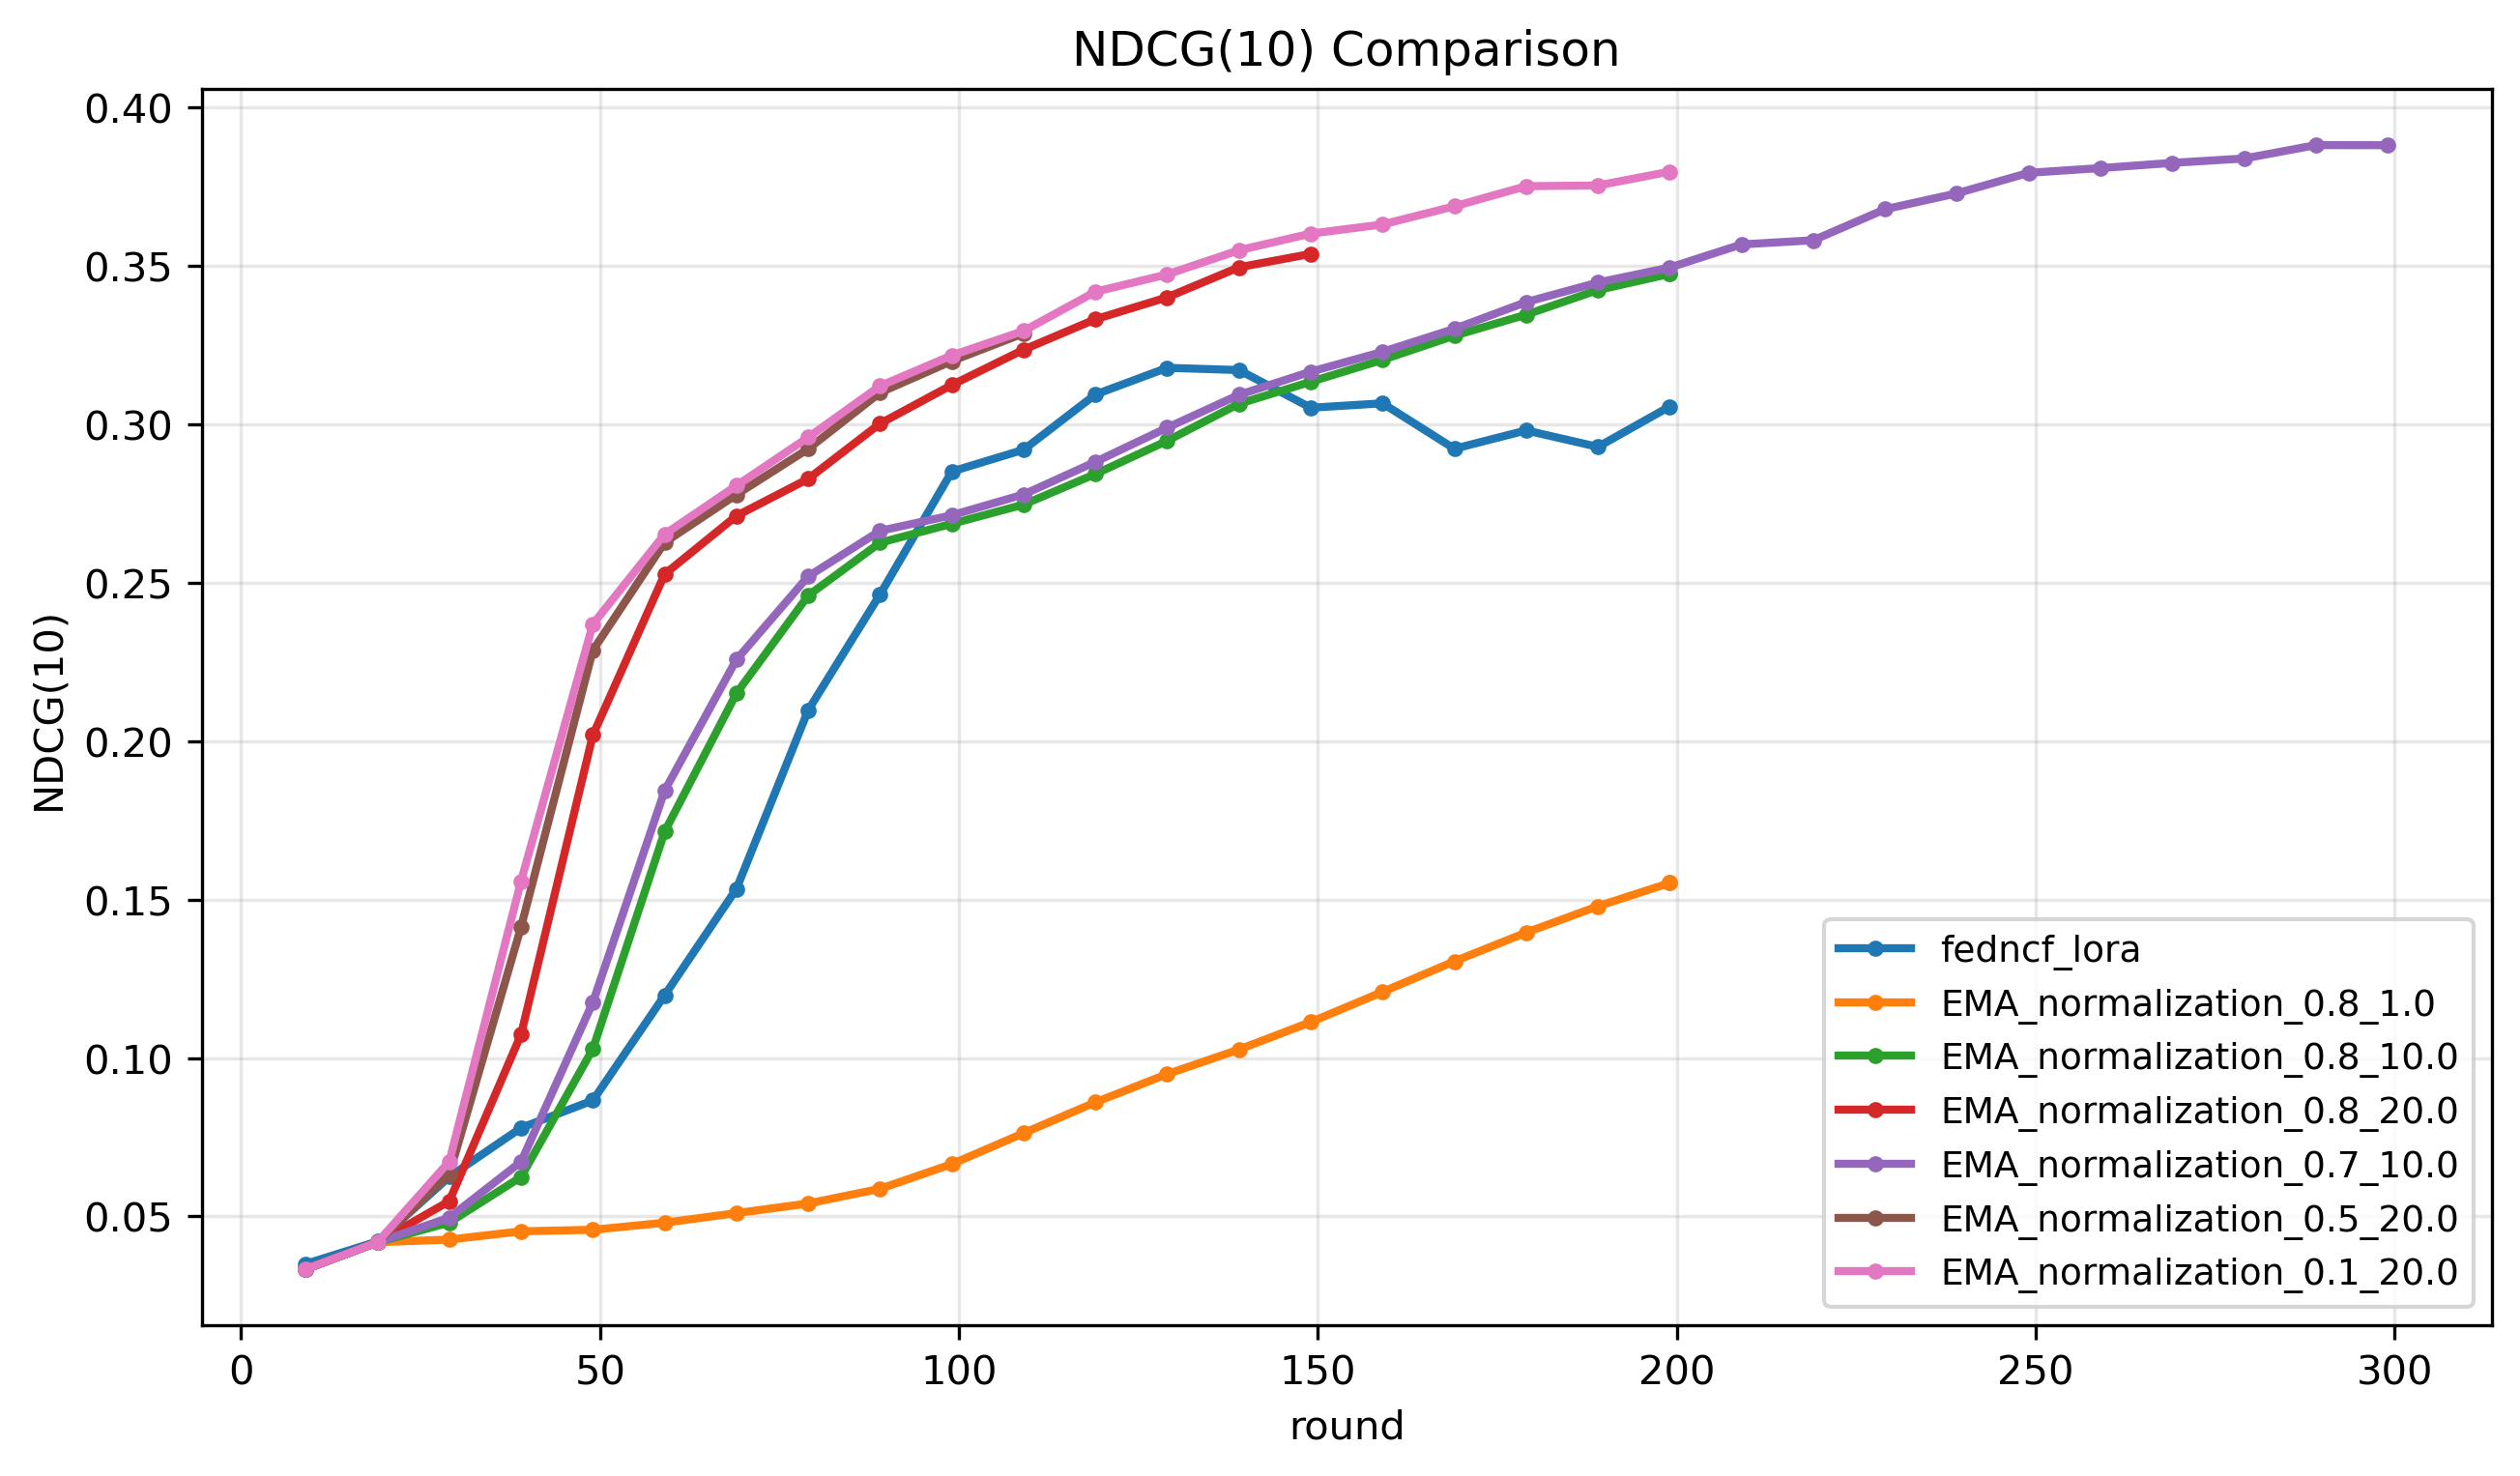 NDCG(10) Comparison
NDCG(10)
0.40
0.35
0.30
0.25
0.20
0.15
0.10
0.05
0
50
100
150
200
250
300
round
fedncf_lora
EMA_normalization_0.8_1.0
EMA_normalization_0.8_10.0
EMA_normalization_0.8_20.0
EMA_normalization_0.7_10.0
EMA_normalization_0.5_20.0
EMA_normalization_0.1_20.0